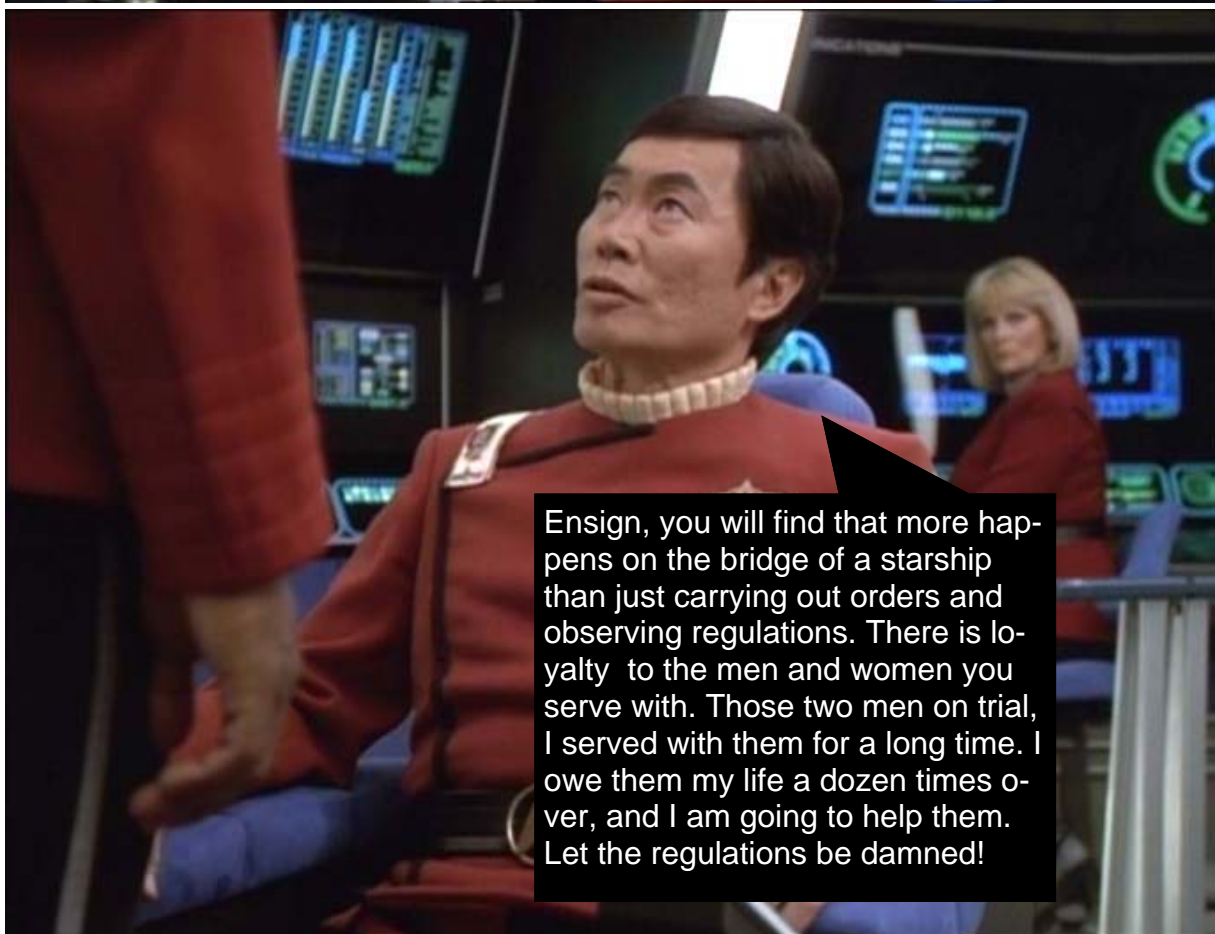 NICATIONS
Ensign, you will find that more hap-
pens on the bridge of a starship
than just carrying out orders and
observing regulations. There is lo-
yalty  to the men and women you
serve with. Those two men on trial,
I served with them for a long time. I
owe them my life a dozen times o-
ver, and I am going to help them.
Let the regulations be damned!